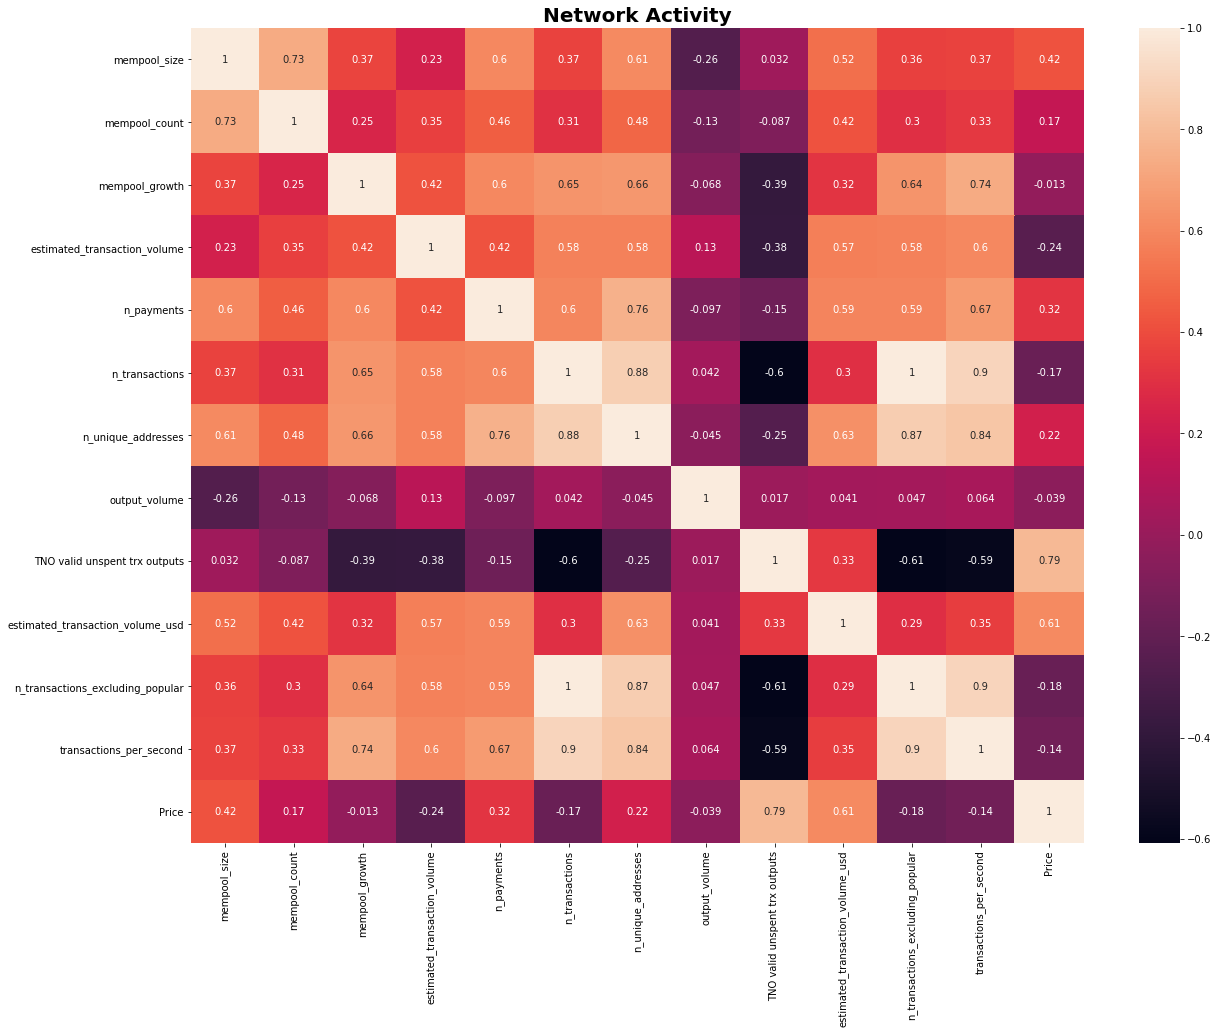 Network Activity
mempool_size 1 0.73 0.37 0.23 0.6 0.37 0.61 -0.26 0.032 0.52 0.36 0.37 0.42
mempool_count 0.73 1 0.25 0.35 0.46 0.31 0.48 -0.13 -0.087 0.42 0.3 0.33 0.17
mempool_growth 0.37 0.25 1 0.42 0.6 0.65 0.66 -0.068 -0.39 0.32 0.64 0.74 -0.013
estimated_transaction_volume 0.23 0.35 0.42 1 0.42 0.58 0.58 0.13 -0.38 0.57 0.58 0.6 -0.24
n_payments 0.6 0.46 0.6 0.42 1 0.6 0.76 -0.097 -0.15 0.59 0.59 0.67 0.32
n_transactions 0.37 0.31 0.65 0.58 0.6 1 0.88 0.042 -0.6 0.3 1 0.9 -0.17
n_unique_addresses 0.61 0.48 0.66 0.58 0.76 0.88 1 -0.045 -0.25 0.63 0.87 0.84 0.22
output_volume -0.26 -0.13 -0.068 0.13 -0.097 0.042 -0.045 1 0.017 0.041 0.047 0.064 -0.039
TNO valid unspent trx outputs 0.032 -0.087 -0.39 -0.38 -0.15 -0.6 -0.25 0.017 1 0.33 -0.61 -0.59 0.79
estimated_transaction_volume_usd 0.52 0.42 0.32 0.57 0.59 0.3 0.63 0.041 0.33 1 0.29 0.35 0.61
n_transactions_excluding_popular 0.36 0.3 0.64 0.58 0.59 1 0.87 0.047 -0.61 0.29 1 0.9 -0.18
transactions_per_second 0.37 0.33 0.74 0.6 0.67 0.9 0.84 0.064 -0.59 0.35 0.9 1 -0.14
Price 0.42 0.17 -0.013 -0.24 0.32 -0.17 0.22 -0.039 0.79 0.61 -0.18 -0.14 1
mempool_size
mempool_count
mempool_growth
estimated_transaction_volume
n_payments
n_transactions
n_unique_addresses
output_volume
TNO valid unspent trx outputs
estimated_transaction_volume_usd
n_transactions_excluding_popular
transactions_per_second
Price
1.0
0.8
0.6
0.4
0.2
0.0
−0.2
−0.4
−0.6